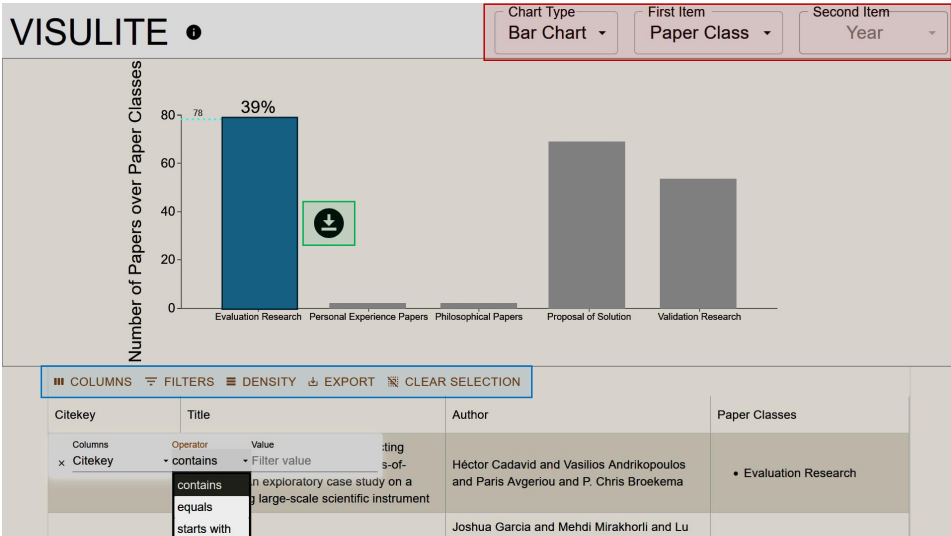 VISULITE
Chart Type
Bar Chart
First Item
Paper Class
Second Item
Year
Number of Papers over Paper Classes
80
60
40
20
0
78
39%
Evaluation Research
Personal Experience Papers
Philosophical Papers
Proposal of Solution
Validation Research
COLUMNS
FILTERS
DENSITY
EXPORT
CLEAR SELECTION
Citekey
Title
Author
Paper Classes
Columns
Operator
Value
× Citekey
contains
Filter value
contains
equals
starts with
s-of-
n exploratory case study on a
large-scale scientific instrument
Héctor Cadavid and Vasilios Andrikopoulos
and Paris Avgeriou and P. Chris Broekema
• Evaluation Research
Joshua Garcia and Mehdi Mirakhorli and Lu